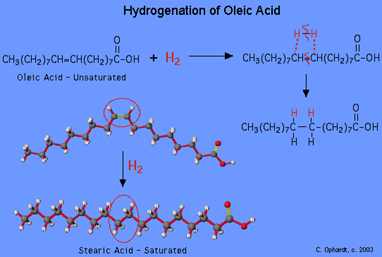 Hydrogenation of Oleic Acid
O
CH₃(CH₂)₇CH=CH(CH₂)₇C-OH + H₂
Oleic Acid - Unsaturated
H-H
O
CH₃(CH₂)₇CH=CH(CH₂)₇C-OH
H H O
CH₃(CH₂)₇C - C-(CH₂)₇C-OH
H H
H₂
Stearic Acid - Saturated
C. Ophardt, c. 2003